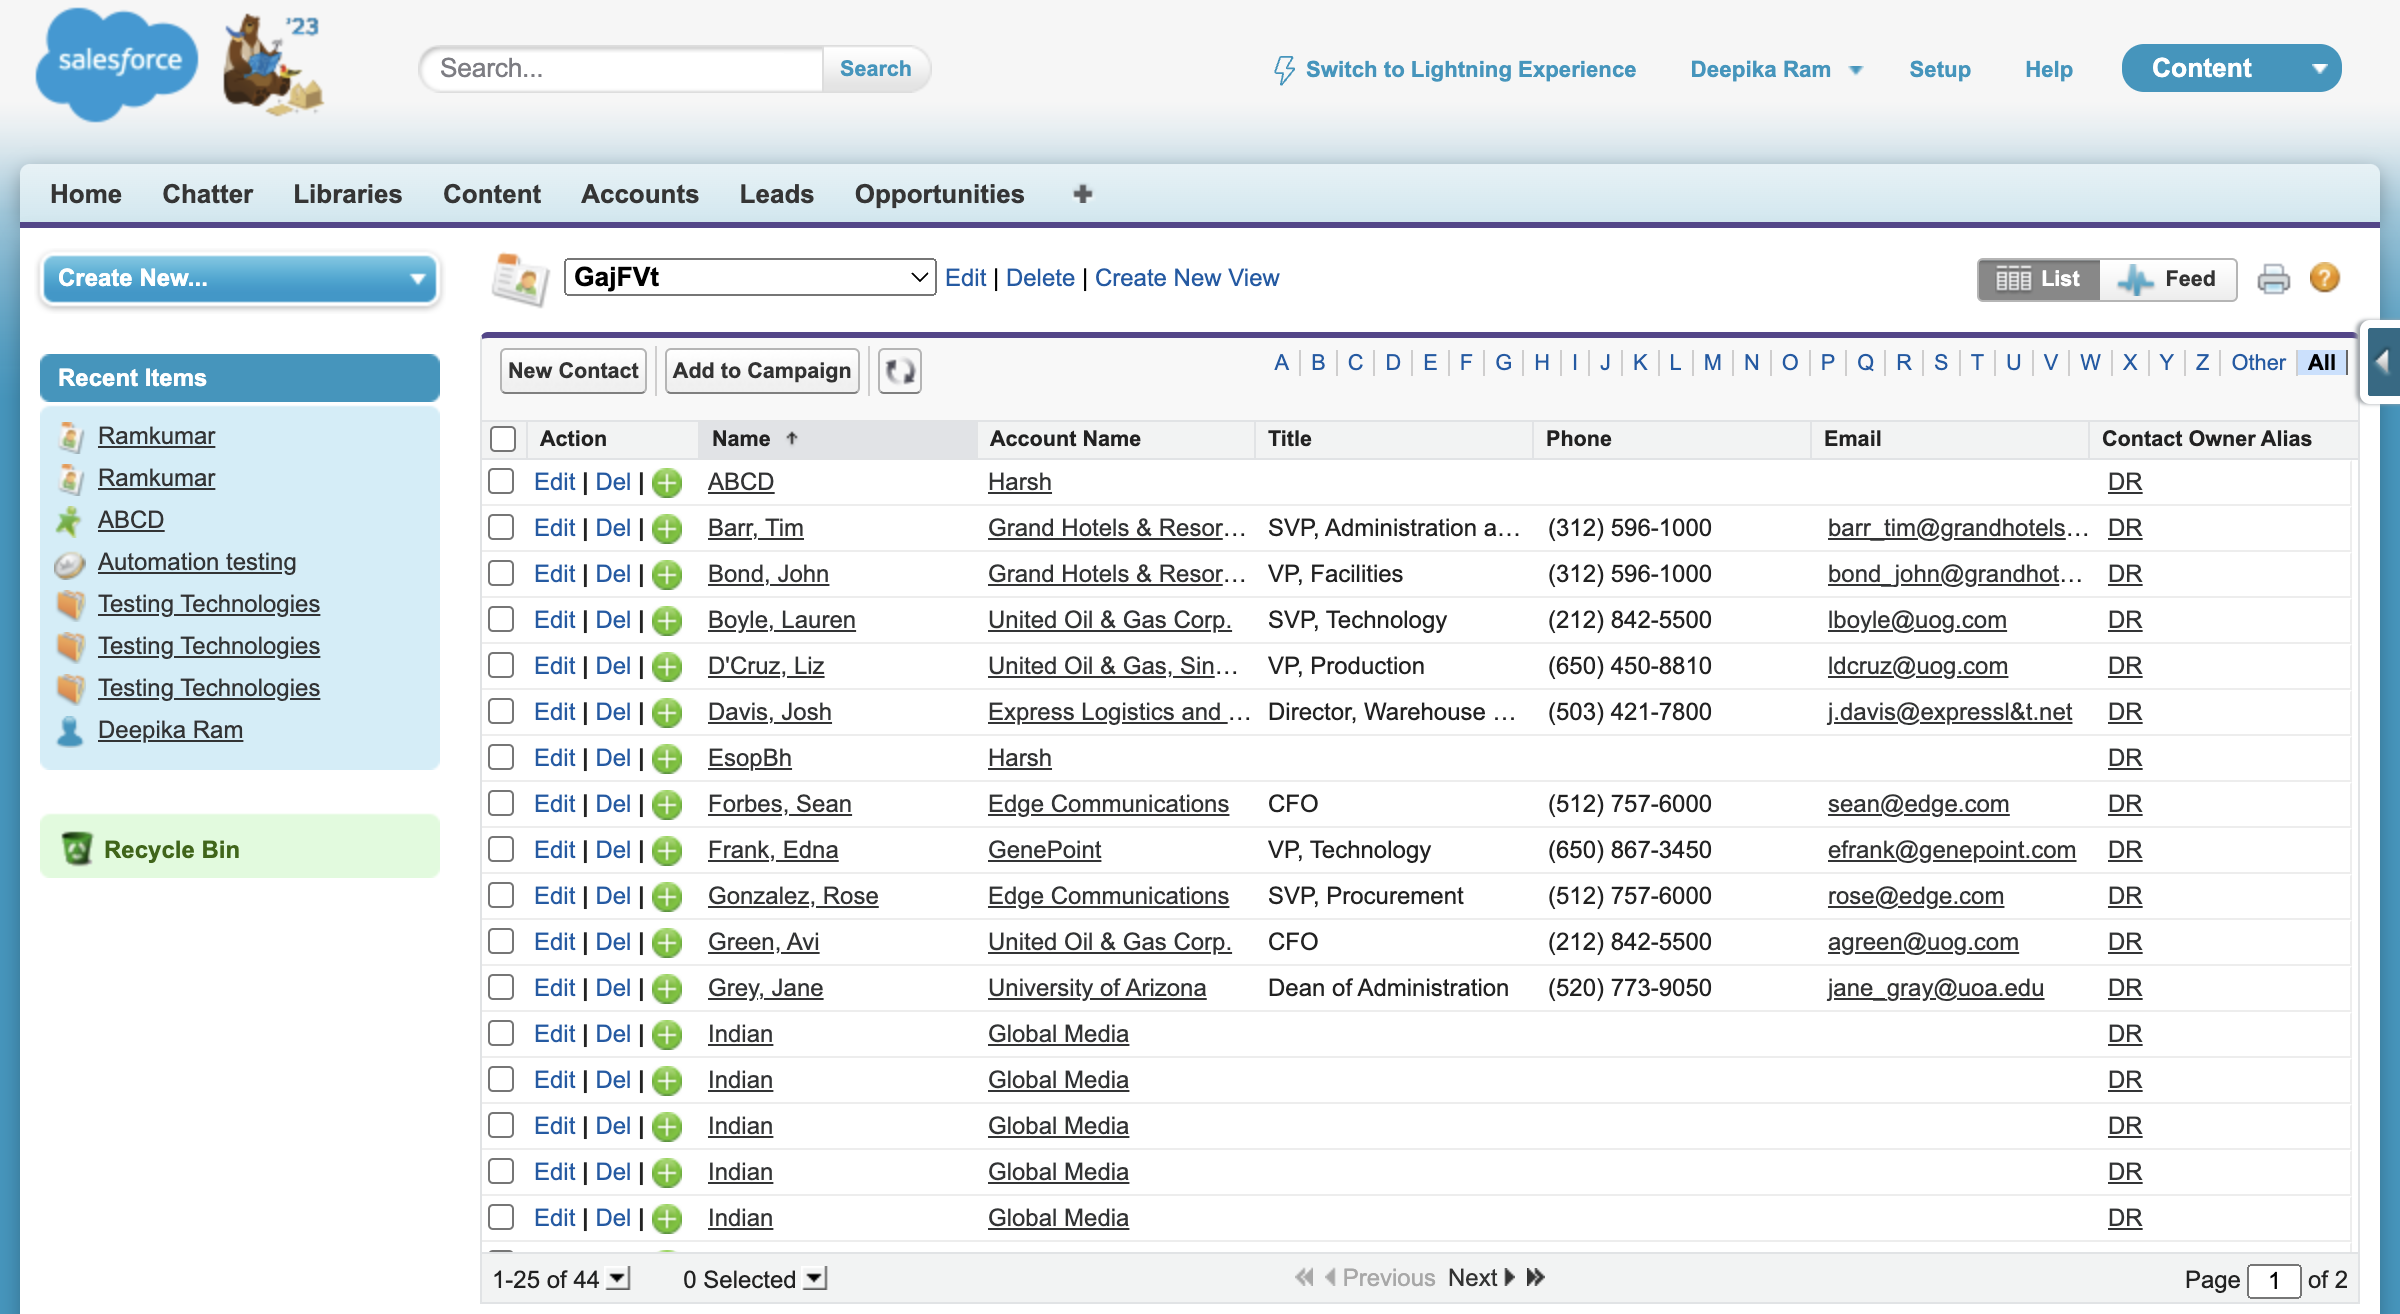 salesforce '23 Search... Search Switch to Lightning Experience Deepika Ram Setup Help Content
Home Chatter Libraries Content Accounts Leads Opportunities
Create New...
Recent Items
Ramkumar
Ramkumar
ABCD
Automation testing
Testing Technologies
Testing Technologies
Testing Technologies
Deepika Ram
Recycle Bin
GajFVt Edit | Delete | Create New View List Feed ?
New Contact Add to Campaign A B C D E F G H I J K L M N O P Q R S T U V W X Y Z Other All
Action Name Account Name Title Phone Email Contact Owner Alias
Edit | Del | ABCD Harsh DR
Edit | Del | Barr, Tim Grand Hotels & Resor... SVP, Administration a... (312) 596-1000 barr_tim@grandhotels... DR
Edit | Del | Bond, John Grand Hotels & Resor... VP, Facilities (312) 596-1000 bond_john@grandhot... DR
Edit | Del | Boyle, Lauren United Oil & Gas Corp. SVP, Technology (212) 842-5500 lboyle@uog.com DR
Edit | Del | D'Cruz, Liz United Oil & Gas, Sin... VP, Production (650) 450-8810 ldcruz@uog.com DR
Edit | Del | Davis, Josh Express Logistics and ... Director, Warehouse ... (503) 421-7800 j.davis@expressl&t.net DR
Edit | Del | EsopBh Harsh DR
Edit | Del | Forbes, Sean Edge Communications CFO (512) 757-6000 sean@edge.com DR
Edit | Del | Frank, Edna GenePoint VP, Technology (650) 867-3450 efrank@genepoint.com DR
Edit | Del | Gonzalez, Rose Edge Communications SVP, Procurement (512) 757-6000 rose@edge.com DR
Edit | Del | Green, Avi United Oil & Gas Corp. CFO (212) 842-5500 agreen@uog.com DR
Edit | Del | Grey, Jane University of Arizona Dean of Administration (520) 773-9050 jane_gray@uoa.edu DR
Edit | Del | Indian Global Media DR
Edit | Del | Indian Global Media DR
Edit | Del | Indian Global Media DR
Edit | Del | Indian Global Media DR
Edit | Del | Indian Global Media DR
1-25 of 44 0 Selected Previous Next Page 1 of 2